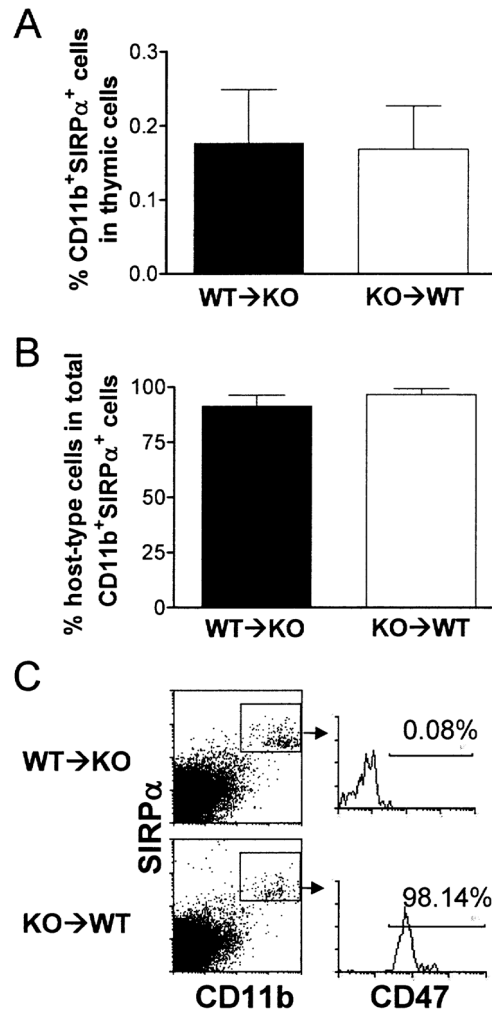 A
% CD11b+SIRPα+ cells
in thymic cells
0.3
0.2
0.1
0.0
WT→KO
KO→WT
B
% host-type cells in total
CD11b+SIRPα+ cells
100
75
50
25
0
WT→KO
KO→WT
C
WT→KO
0.08%
SIRPα
KO→WT
98.14%
CD11b
CD47